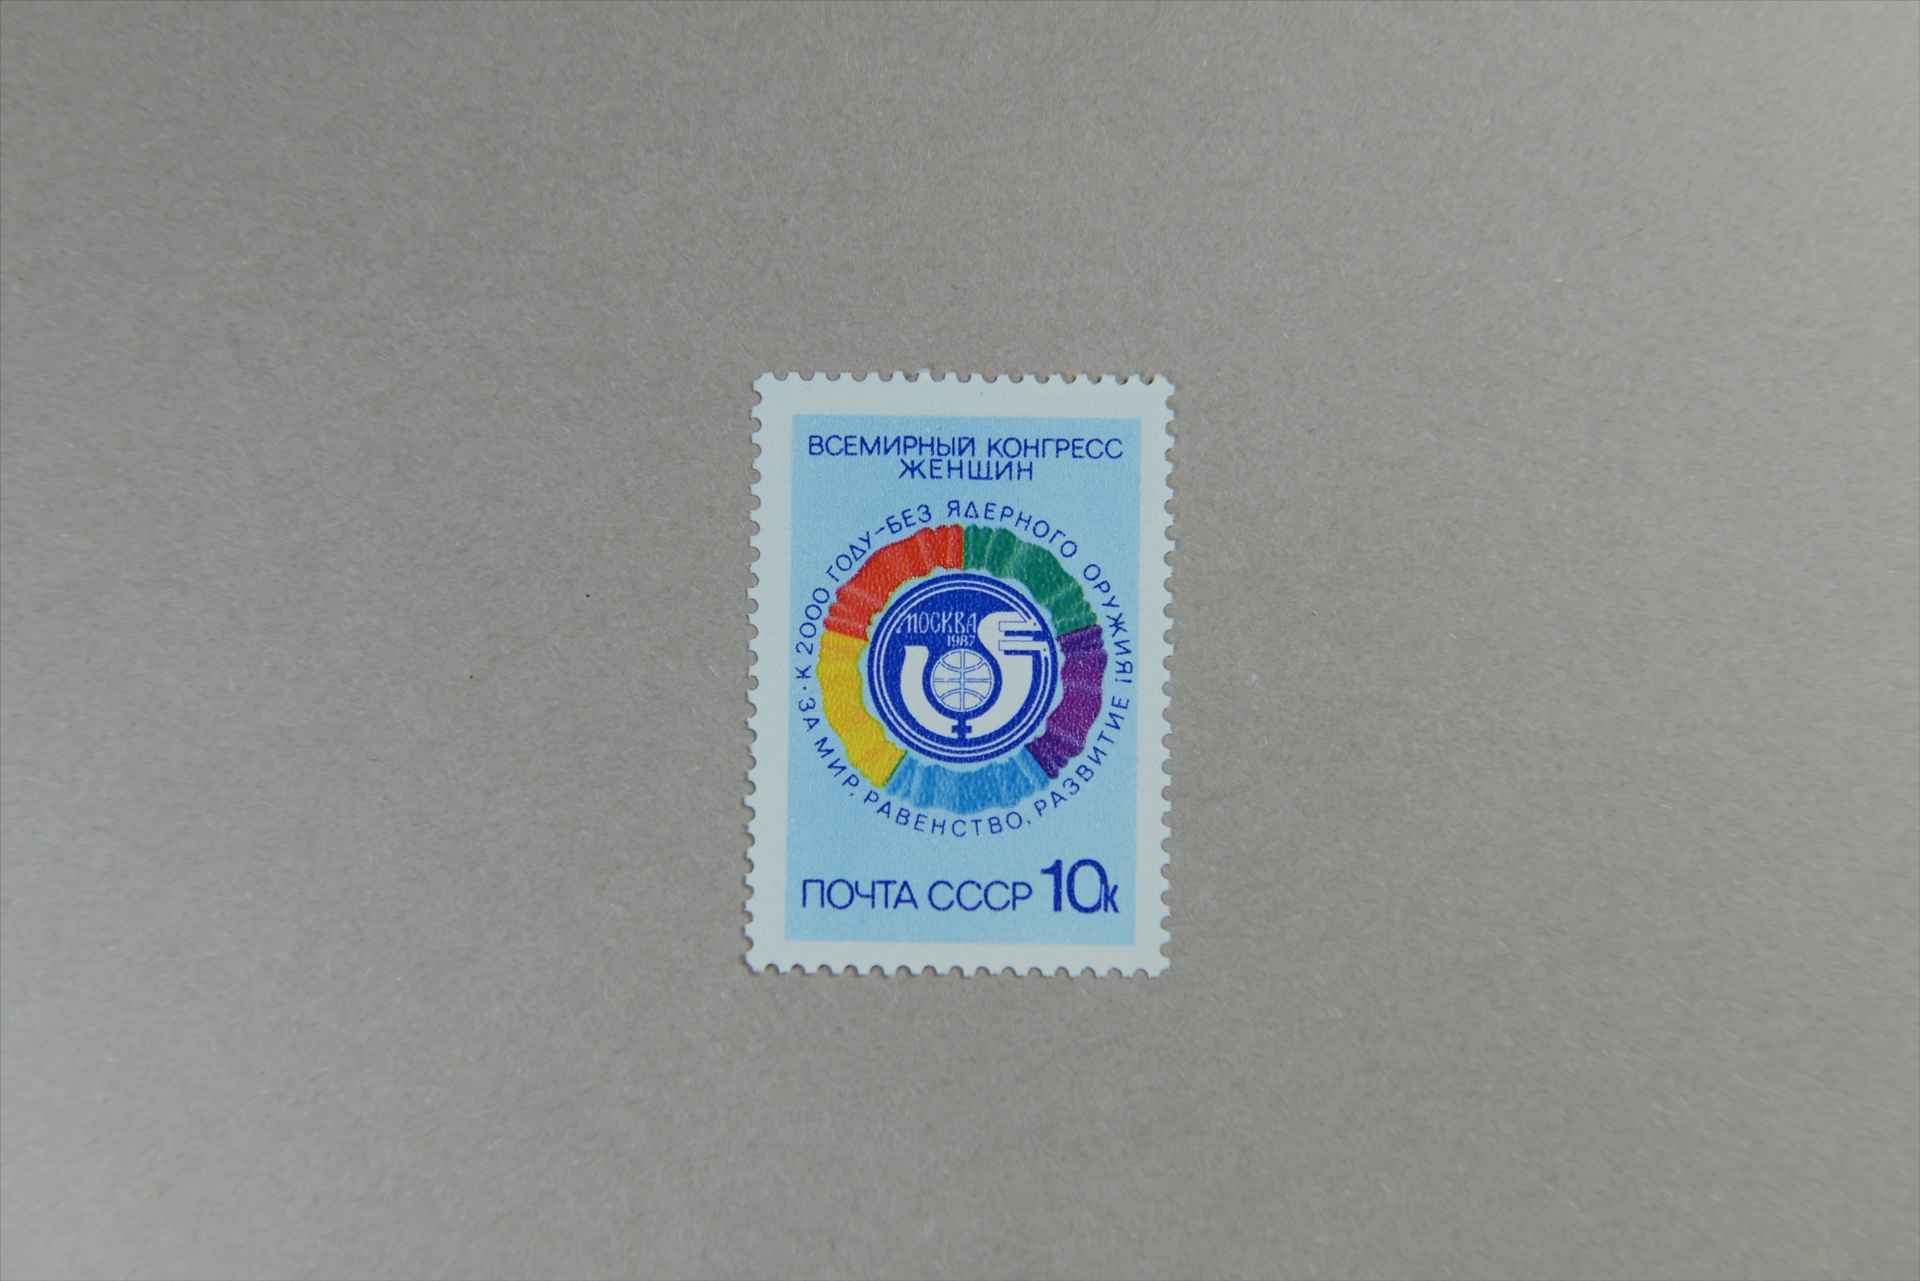 ВСЕМИРНЫЙ КОНГРЕСС
ЖЕНЩИН
К 2000 ГОДУ-БЕЗ ЯДЕРНОГО ОРУЖИЯ!
ЗА МИР, РАВЕНСТВО, РАЗВИТИЕ!
МОСКВА
1987
ПОЧТА СССР 10к